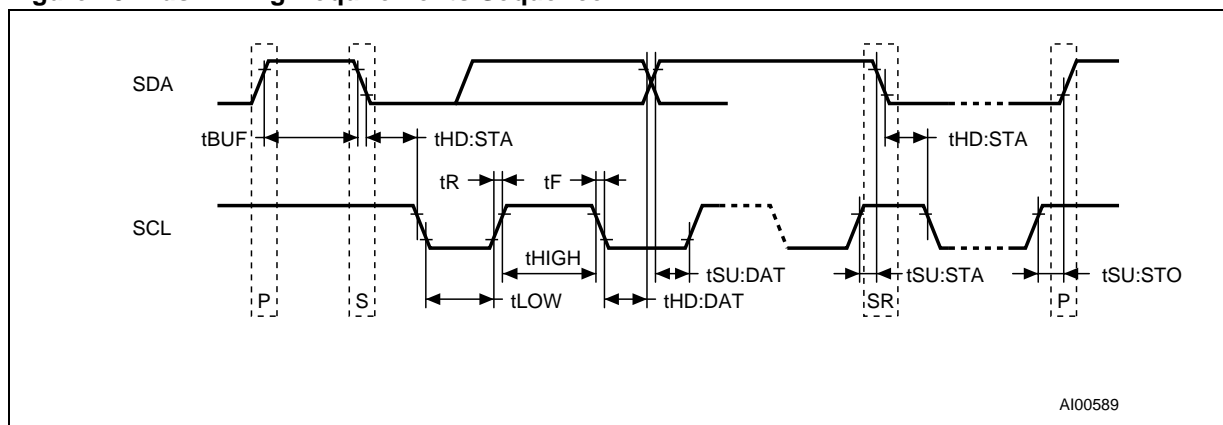 SDA
tBUF
tHD:STA
tHD:STA
tR
tF
SCL
tHIGH
tSU:DAT
tSU:STA
tSU:STO
tLOW
tHD:DAT
P
S
SR
P
AI00589